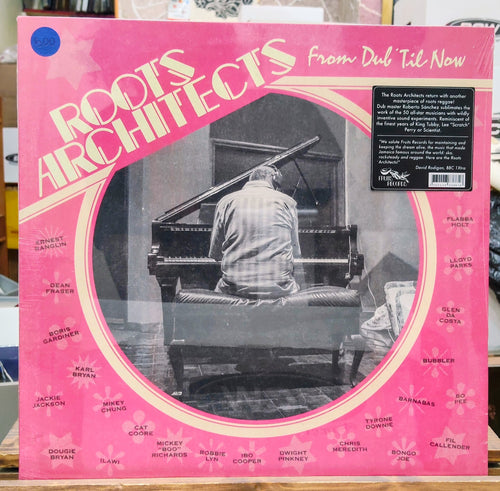 ROOTS
ARCHITECTS
From Dub 'Til Now
The Roots Architects return with another
masterpiece of roots reggae!
Dub master Roberto Sánchez sublimates the
work of the 50 all-star musicians with wildly
inventive sound experiments. Reminiscent of
the finest years of King Tubby, Lee "Scratch"
Perry or Scientist.
"We salute Fruits Records for maintaining and
keeping the dream alive, the music that made
Jamaica famous around the world: ska,
rocksteady and reggae. Here are the Roots
Architects!"
David Rodigan, BBC 1Xtra
FRUITS
RECORDS
ERNEST
RANGLIN
DEAN
FRASER
BORIS
GARDINER
KARL
BRYAN
JACKIE
JACKSON
MIKEY
CHUNG
DOUGIE
BRYAN
ILAWI
CAT
COORE
MICKEY
"BOO"
RICHARDS
ROBBIE
LYN
IBO
COOPER
DWIGHT
PINKNEY
CHRIS
MEREDITH
TYRONE
DOWNIE
BONGO
JOE
BARNABAS
FIL
CALLENDER
BO
PEE
BUBBLER
GLEN
DA
COSTA
LLOYD
PARKS
FLABBA
HOLT